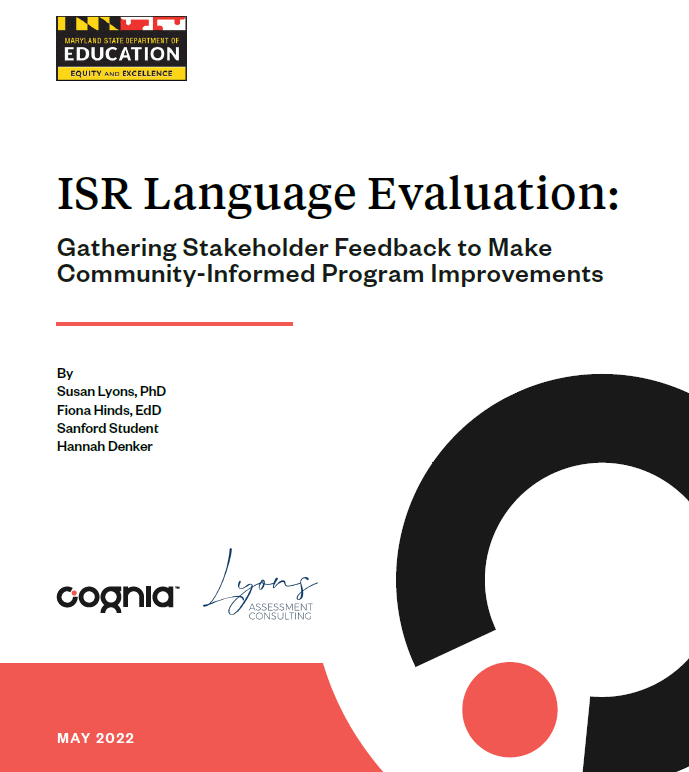 MARYLAND STATE DEPARTMENT OF
EDUCATION
EQUITY AND EXCELLENCE
ISR Language Evaluation:
Gathering Stakeholder Feedback to Make
Community-Informed Program Improvements
By
Susan Lyons, PhD
Fiona Hinds, EdD
Sanford Student
Hannah Denker
cognia™
Lyons
ASSESSMENT
CONSULTING
MAY 2022